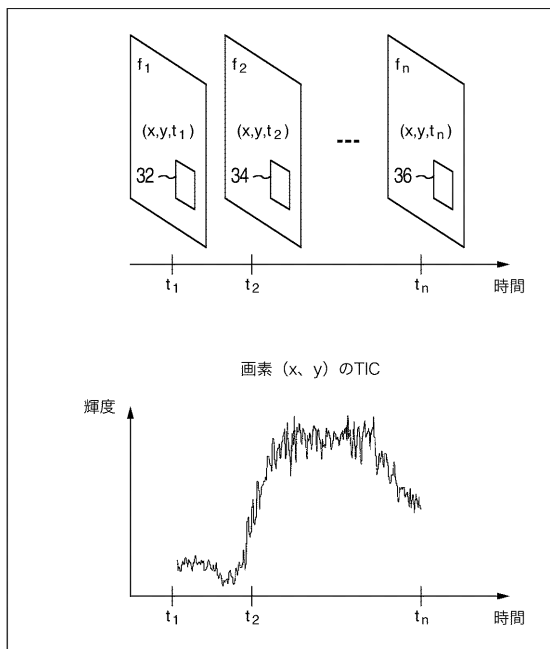 f1 f2 fn
(x,y,t1) (x,y,t2) --- (x,y,tn)
32 34 36
t1 t2 tn 時間
画素（x、y）のTIC
輝度
t1 t2 tn 時間